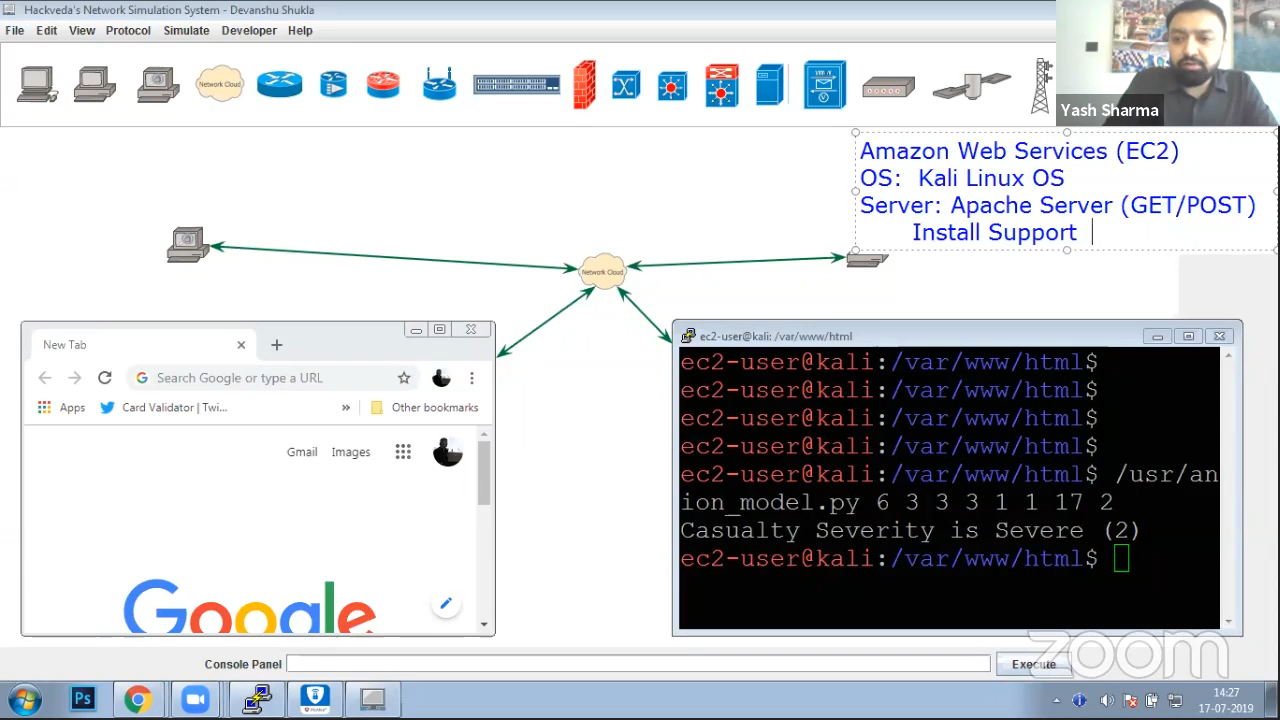 Hackveda's Network Simulation System - Devanshu Shukla
File Edit View Protocol Simulate Developer Help
Network Cloud
Yash Sharma
Amazon Web Services (EC2)
OS: Kali Linux OS
Server: Apache Server (GET/POST)
Install Support
Network Cloud
New Tab
Search Google or type a URL
Apps Card Validator | Twi... » Other bookmarks
Gmail Images
Google
ec2-user@kali: /var/www/html
ec2-user@kali:/var/www/html$
ec2-user@kali:/var/www/html$
ec2-user@kali:/var/www/html$
ec2-user@kali:/var/www/html$
ec2-user@kali:/var/www/html$ /usr/an
ion_model.py 6 3 3 3 1 1 17 2
Casualty Severity is Severe (2)
ec2-user@kali:/var/www/html$
Console Panel Execute
zoom
Ps
14:27
17-07-2019